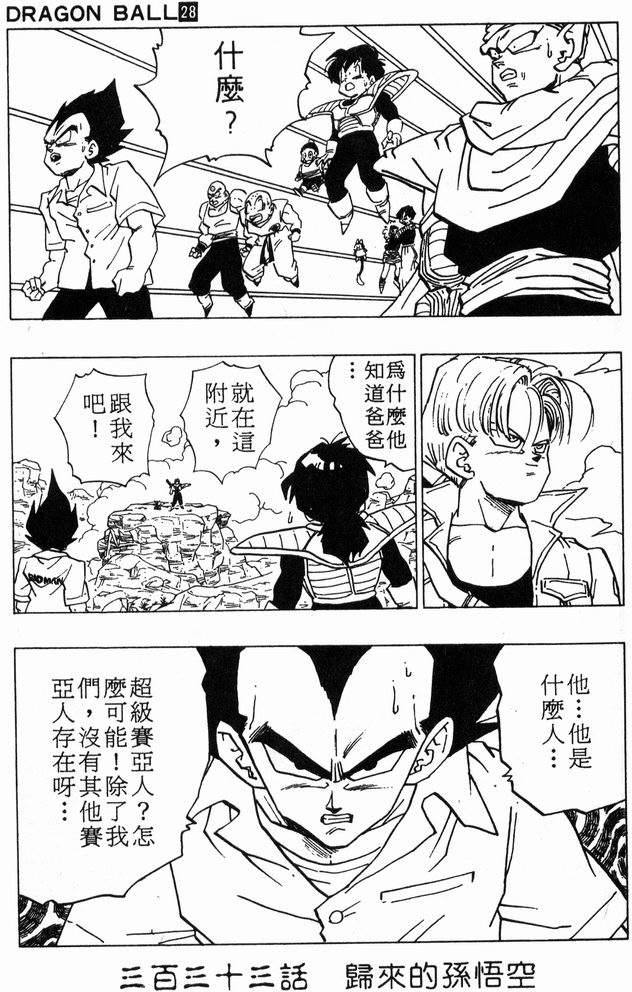 DRAGON BALL 28
什麼?
為什麼他
知道爸爸
…
就在這
附近,
跟我來
吧!
BADMAN
他…他是
什麼人…
超級賽亞人?怎
麼可能!除了我
們,沒有其他賽
亞人存在呀…
三百三十三話 歸來的孫悟空